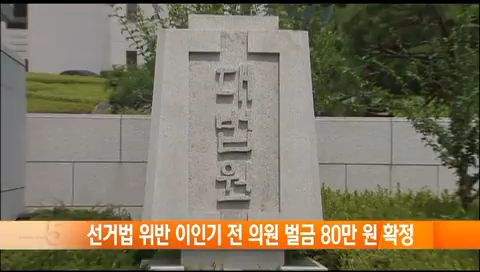 대법원
선거법 위반 이인기 전 의원 벌금 80만 원 확정